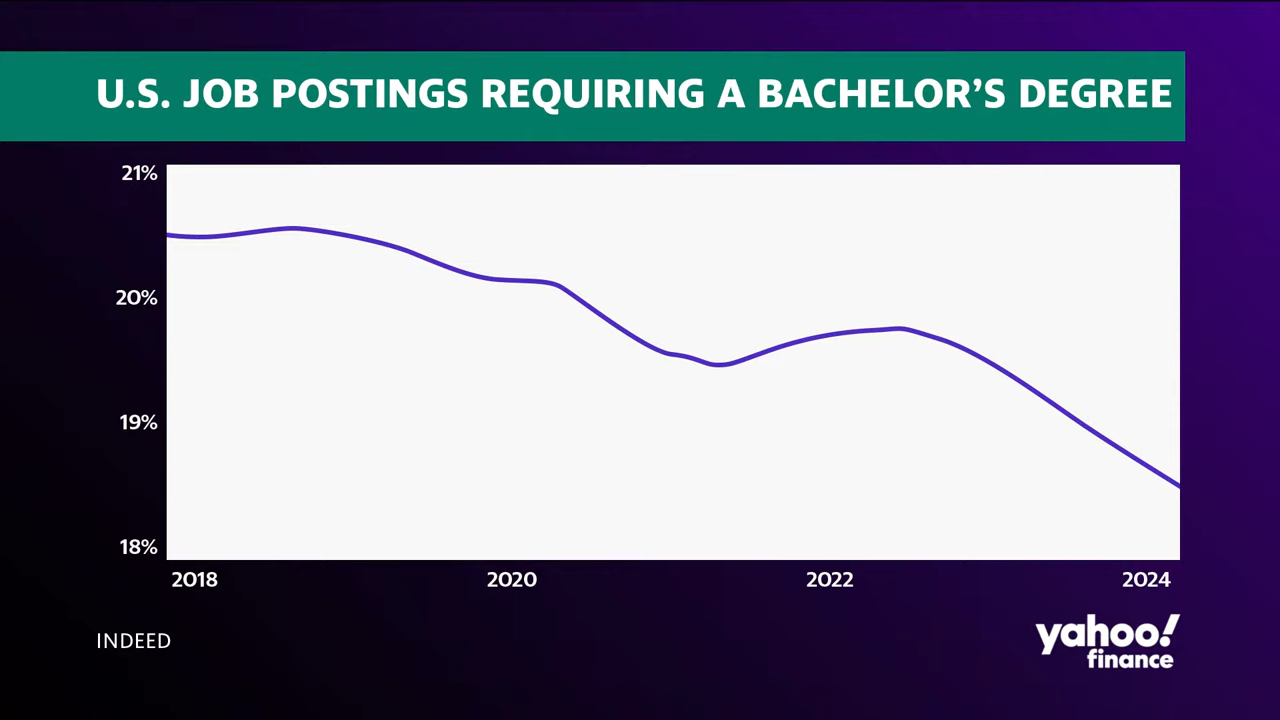 U.S. JOB POSTINGS REQUIRING A BACHELOR'S DEGREE
21%
20%
19%
18%
2018 2020 2022 2024
INDEED
yahoo!
finance